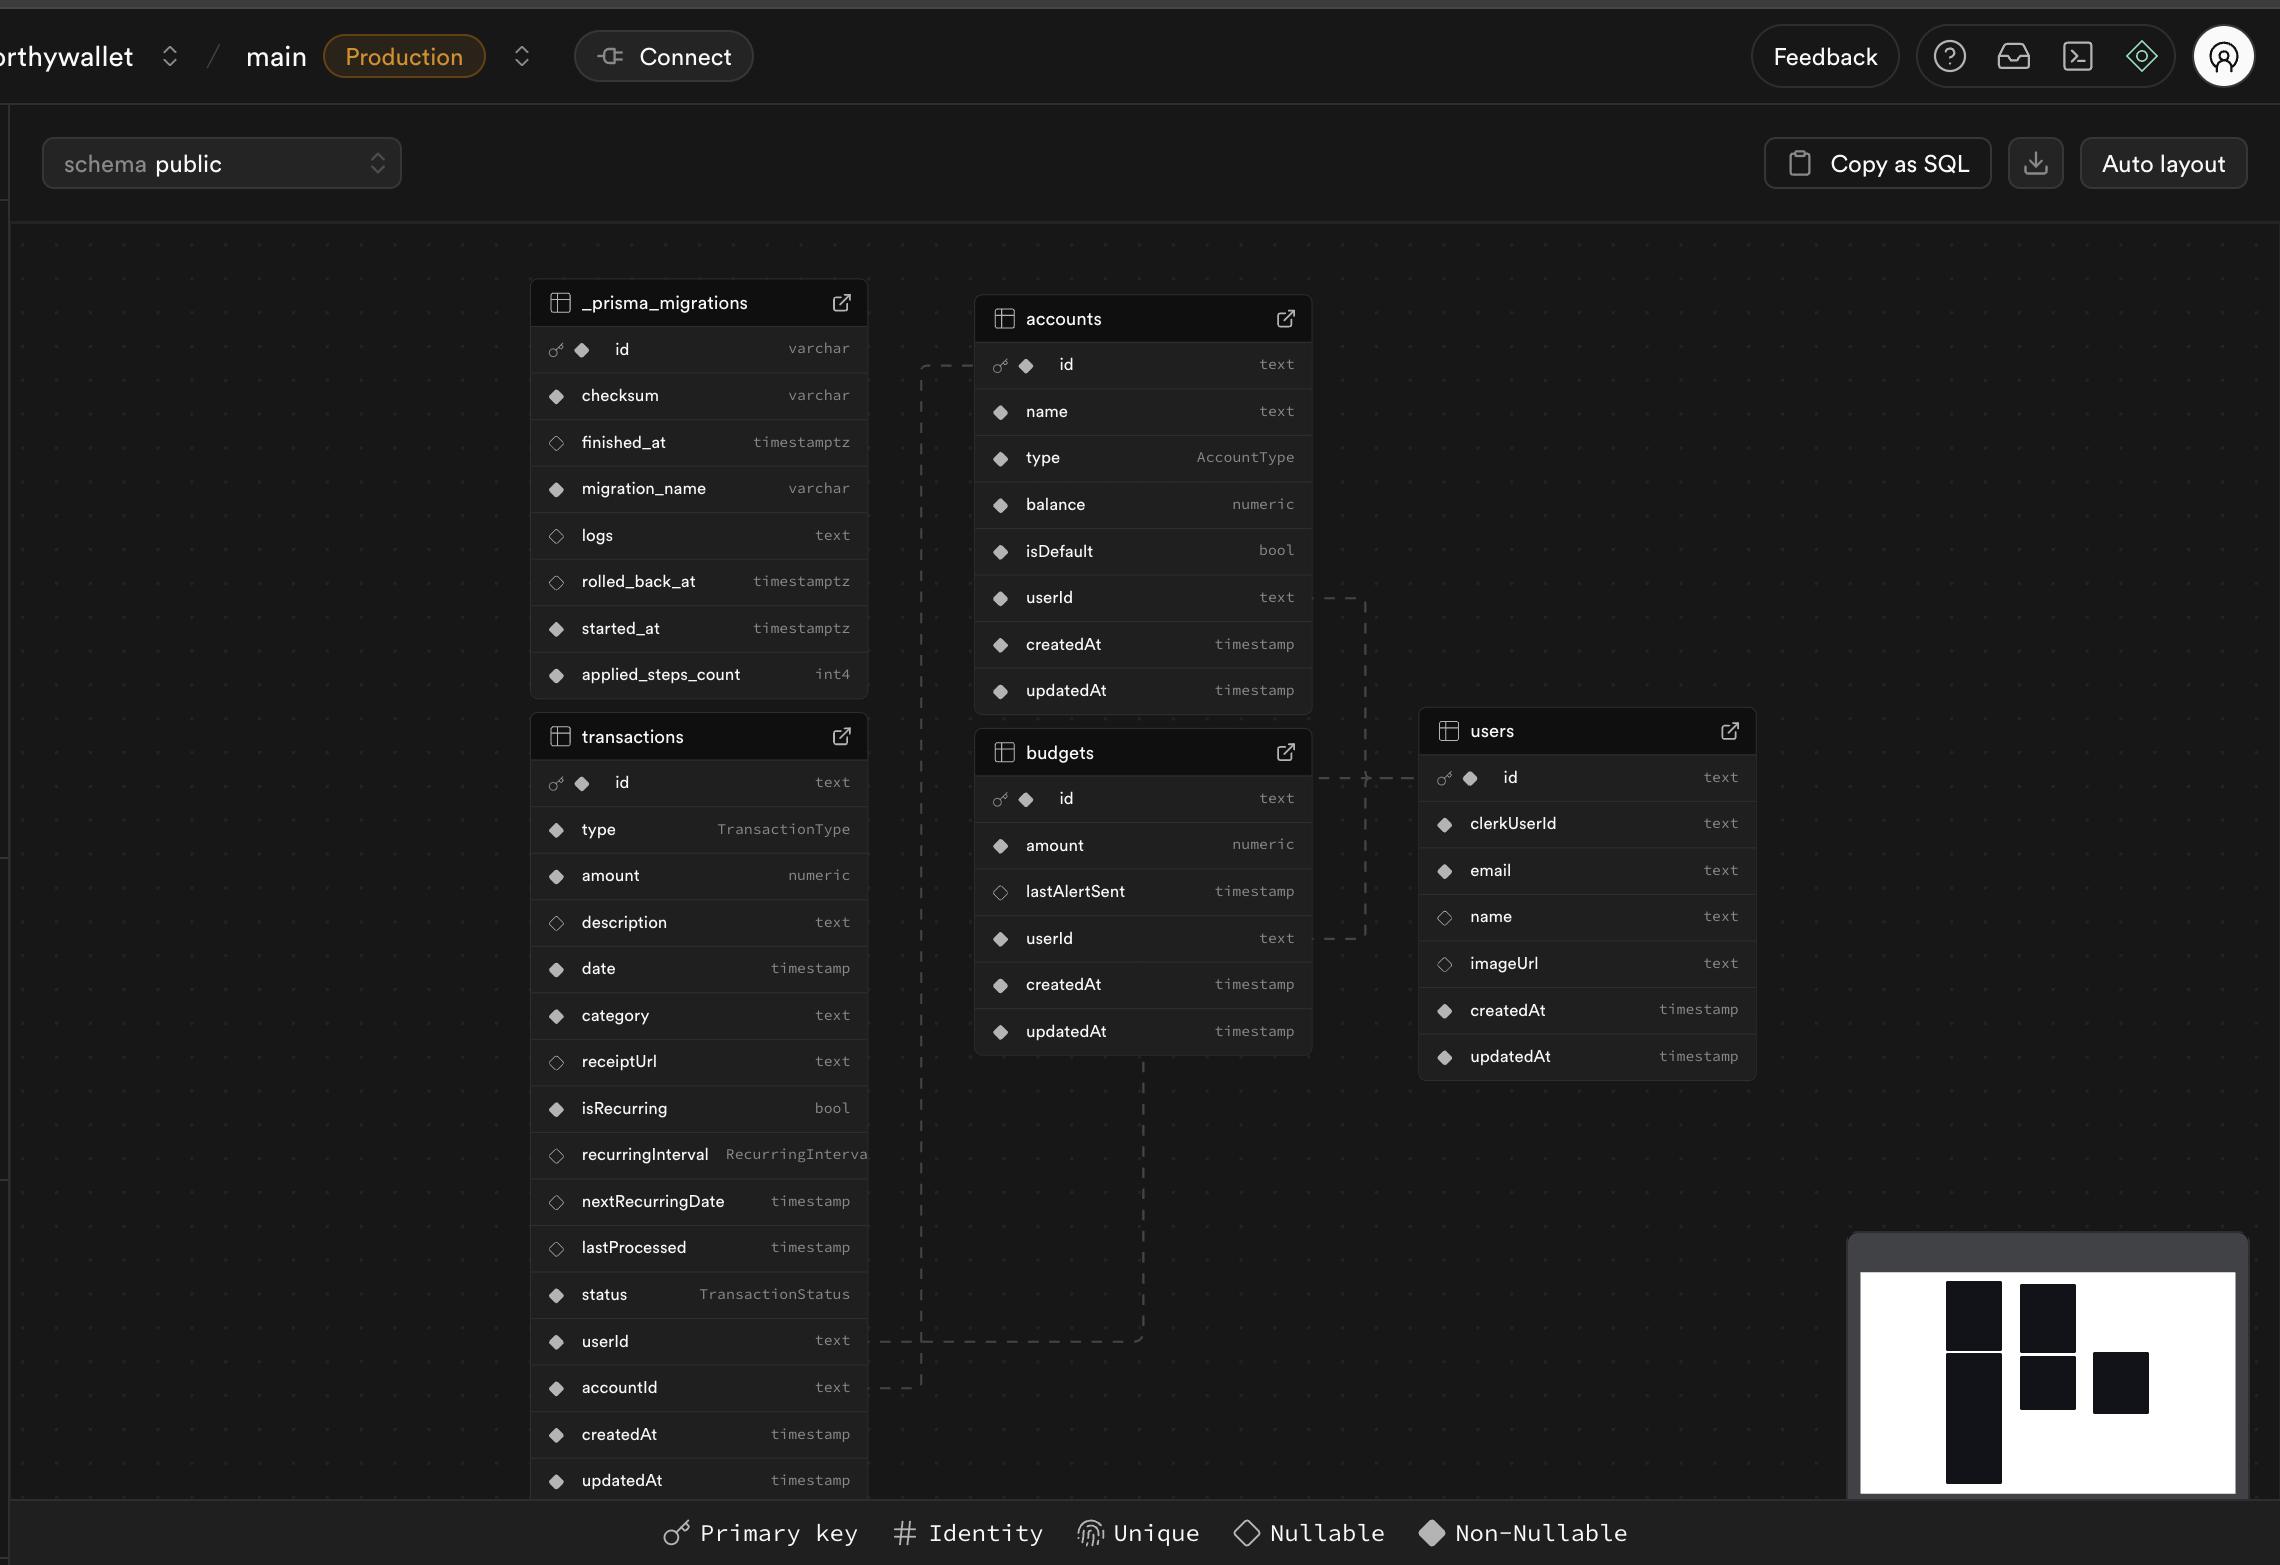 orthywallet / main Production Connect Feedback
schema public Copy as SQL Auto layout
_prisma_migrations
id varchar
checksum varchar
finished_at timestamptz
migration_name varchar
logs text
rolled_back_at timestamptz
started_at timestamptz
applied_steps_count int4
transactions
id text
type TransactionType
amount numeric
description text
date timestamp
category text
receiptUrl text
isRecurring bool
recurringInterval RecurringInterva
nextRecurringDate timestamp
lastProcessed timestamp
status TransactionStatus
userId text
accountId text
createdAt timestamp
updatedAt timestamp
accounts
id text
name text
type AccountType
balance numeric
isDefault bool
userId text
createdAt timestamp
updatedAt timestamp
budgets
id text
amount numeric
lastAlertSent timestamp
userId text
createdAt timestamp
updatedAt timestamp
users
id text
clerkUserId text
email text
name text
imageUrl text
createdAt timestamp
updatedAt timestamp
Primary key Identity Unique Nullable Non-Nullable